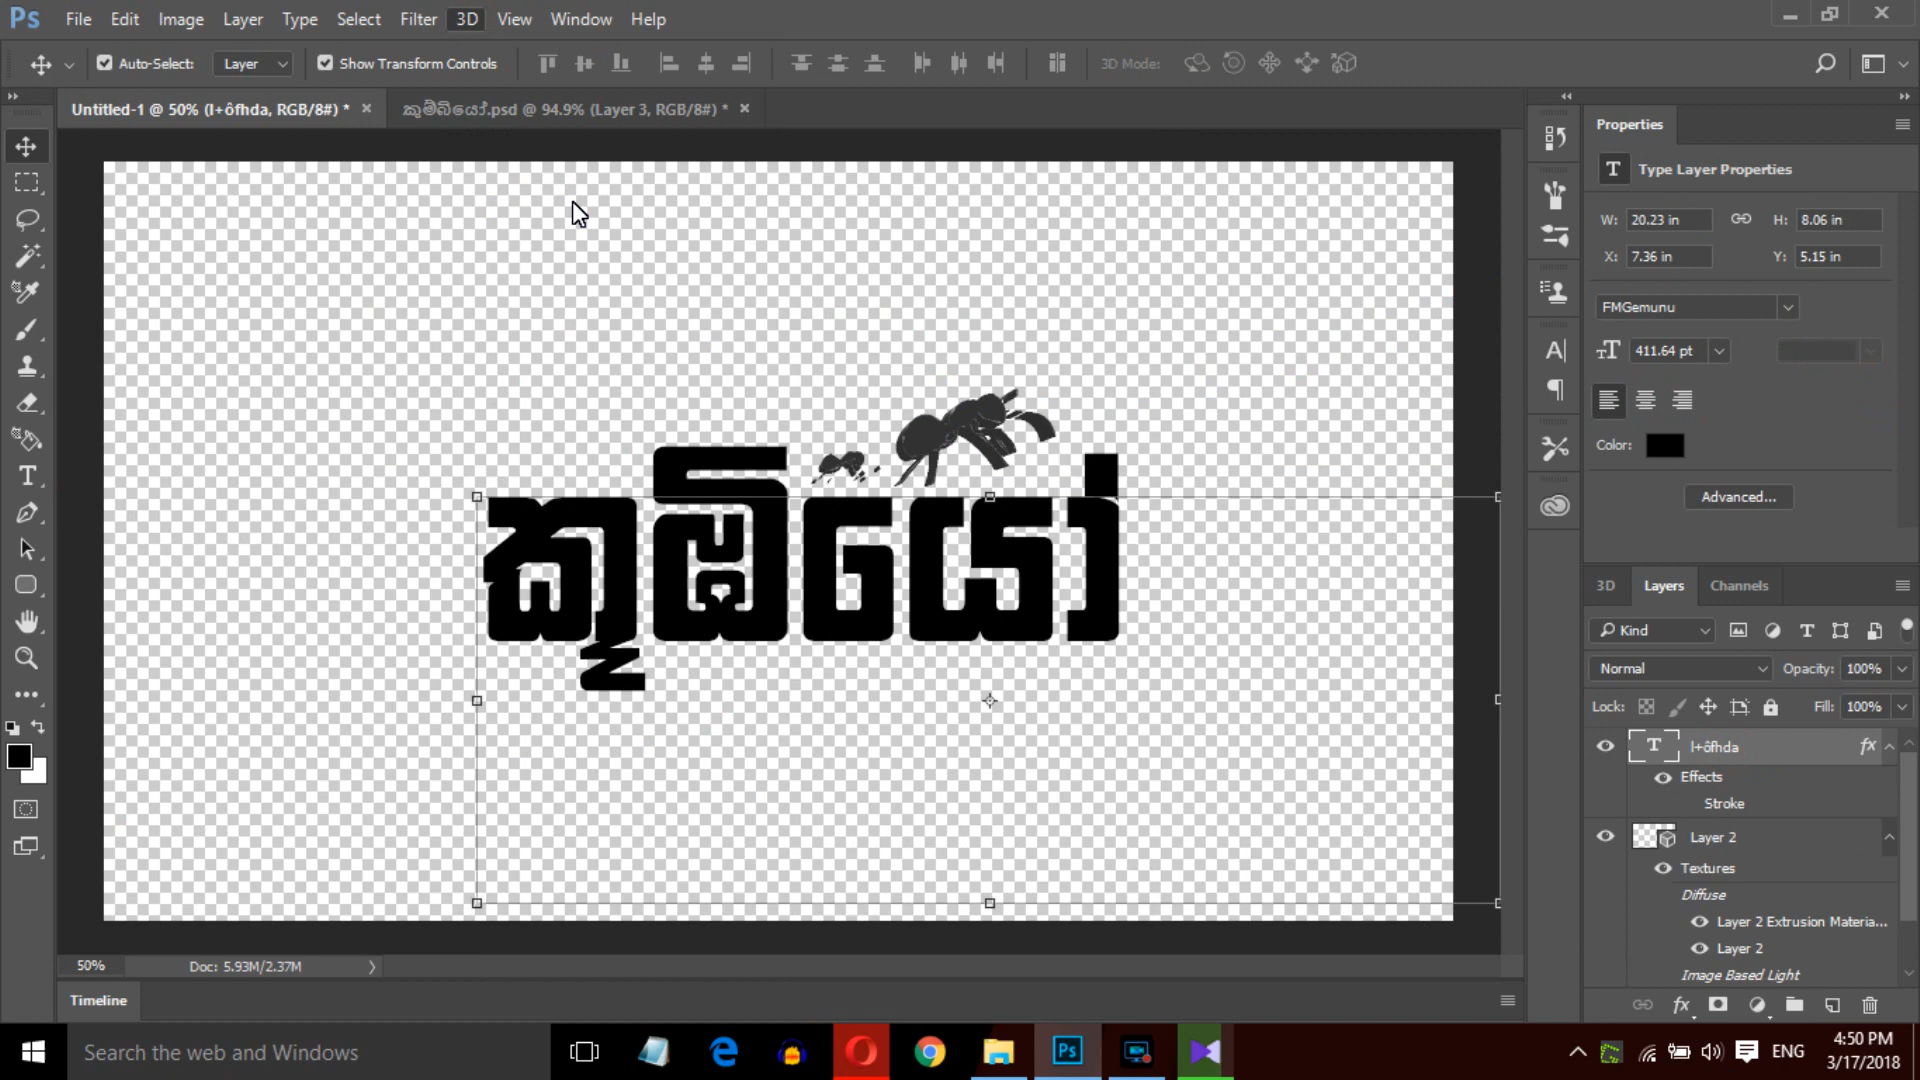 Ps File Edit Image Layer Type Select Filter 3D View Window Help
Auto-Select: Layer Show Transform Controls 3D Mode:
Untitled-1 @ 50% (l+ôfhda, RGB/8#) * කුම්බියෝ.psd @ 94.9% (Layer 3, RGB/8#) *
Properties
T Type Layer Properties
W: 20.23 in H: 8.06 in
X: 7.36 in Y: 5.15 in
FMGemunu
411.64 pt
Color:
Advanced...
කූඹියෝ
3D Layers Channels
Kind
Normal Opacity: 100%
Lock: Fill: 100%
T l+ôfhda fx
Effects
Stroke
Layer 2
Textures
Diffuse
Layer 2 Extrusion Materia...
Layer 2
Image Based Light
50% Doc: 5.93M/2.37M
Timeline
Search the web and Windows
Ps
ENG
4:50 PM
3/17/2018